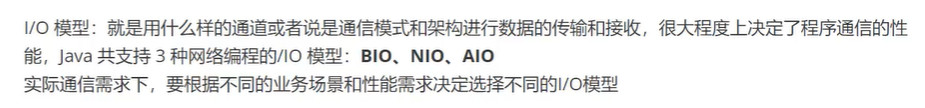 I/O 模型：就是用什么样的通道或者说是通信模式和架构进行数据的传输和接收，很大程度上决定了程序通信的性
能，Java 共支持 3 种网络编程的/IO 模型：BIO、NIO、AIO
实际通信需求下，要根据不同的业务场景和性能需求决定选择不同的I/O模型